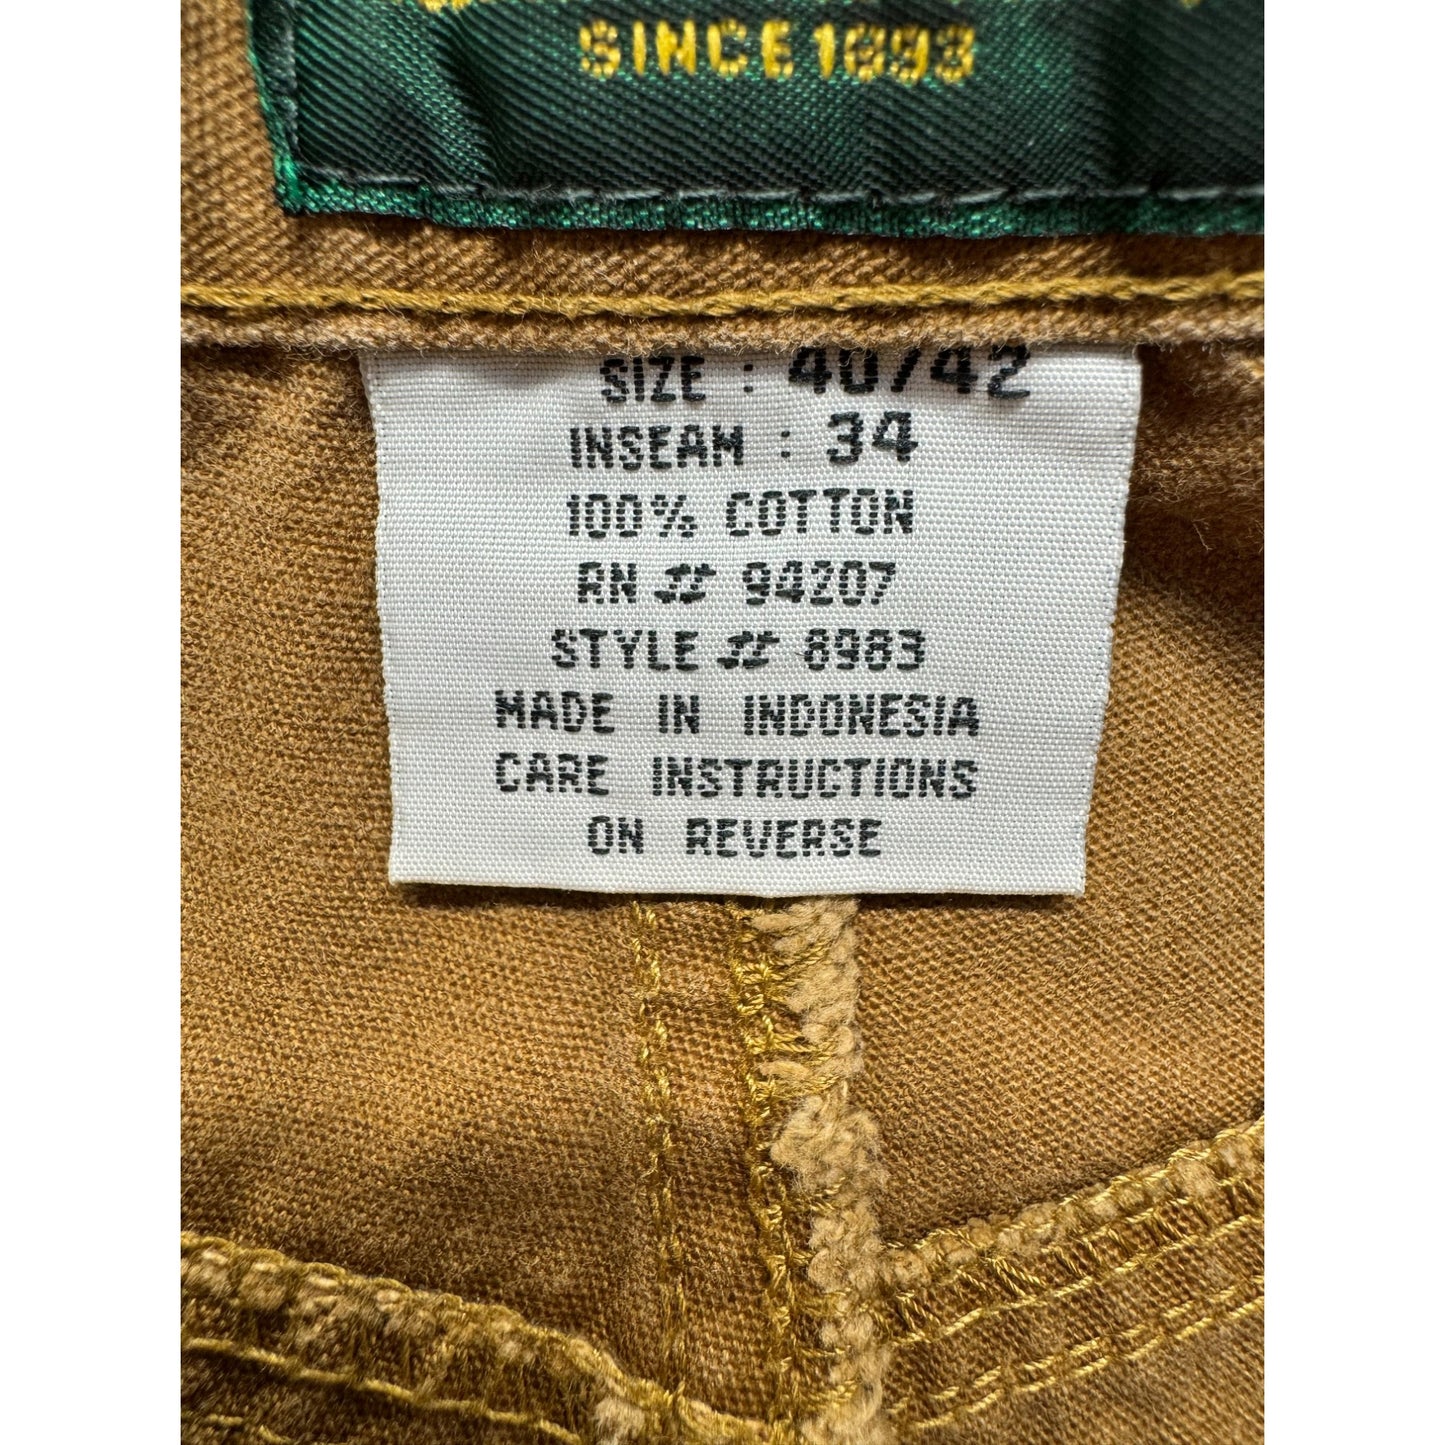 SINCE 1893
SIZE : 40/42
INSEAM : 34
100% COTTON
RN # 94207
STYLE # 8983
MADE IN INDONESIA
CARE INSTRUCTIONS
ON REVERSE